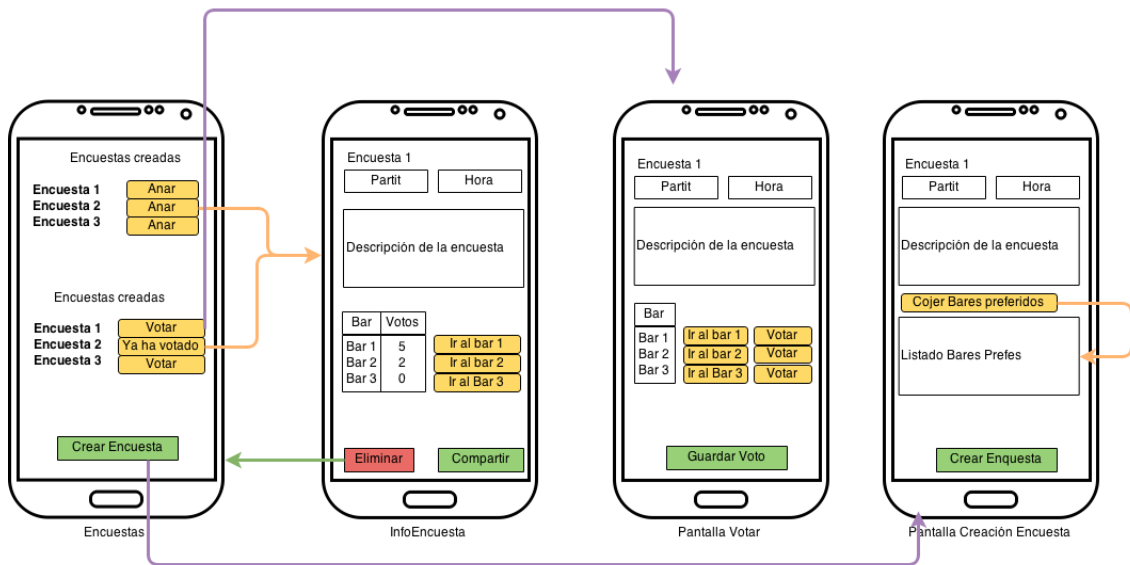 Encuestas creadas
Encuesta 1 Anar
Encuesta 2 Anar
Encuesta 3 Anar
Encuestas creadas
Encuesta 1 Votar
Encuesta 2 Ya ha votado
Encuesta 3 Votar
Crear Encuesta
Encuestas
Encuesta 1
Partit Hora
Descripción de la encuesta
Bar Votos
Bar 1 5 Ir al bar 1
Bar 2 2 Ir al bar 2
Bar 3 0 Ir al Bar 3
Eliminar Compartir
InfoEncuesta
Encuesta 1
Partit Hora
Descripción de la encuesta
Bar
Bar 1 Ir al bar 1 Votar
Bar 2 Ir al bar 2 Votar
Bar 3 Ir al Bar 3 Votar
Guardar Voto
Pantalla Votar
Encuesta 1
Partit Hora
Descripción de la encuesta
Cojer Bares preferidos
Listado Bares Prefes
Crear Enquesta
Pantalla Creación Encuesta